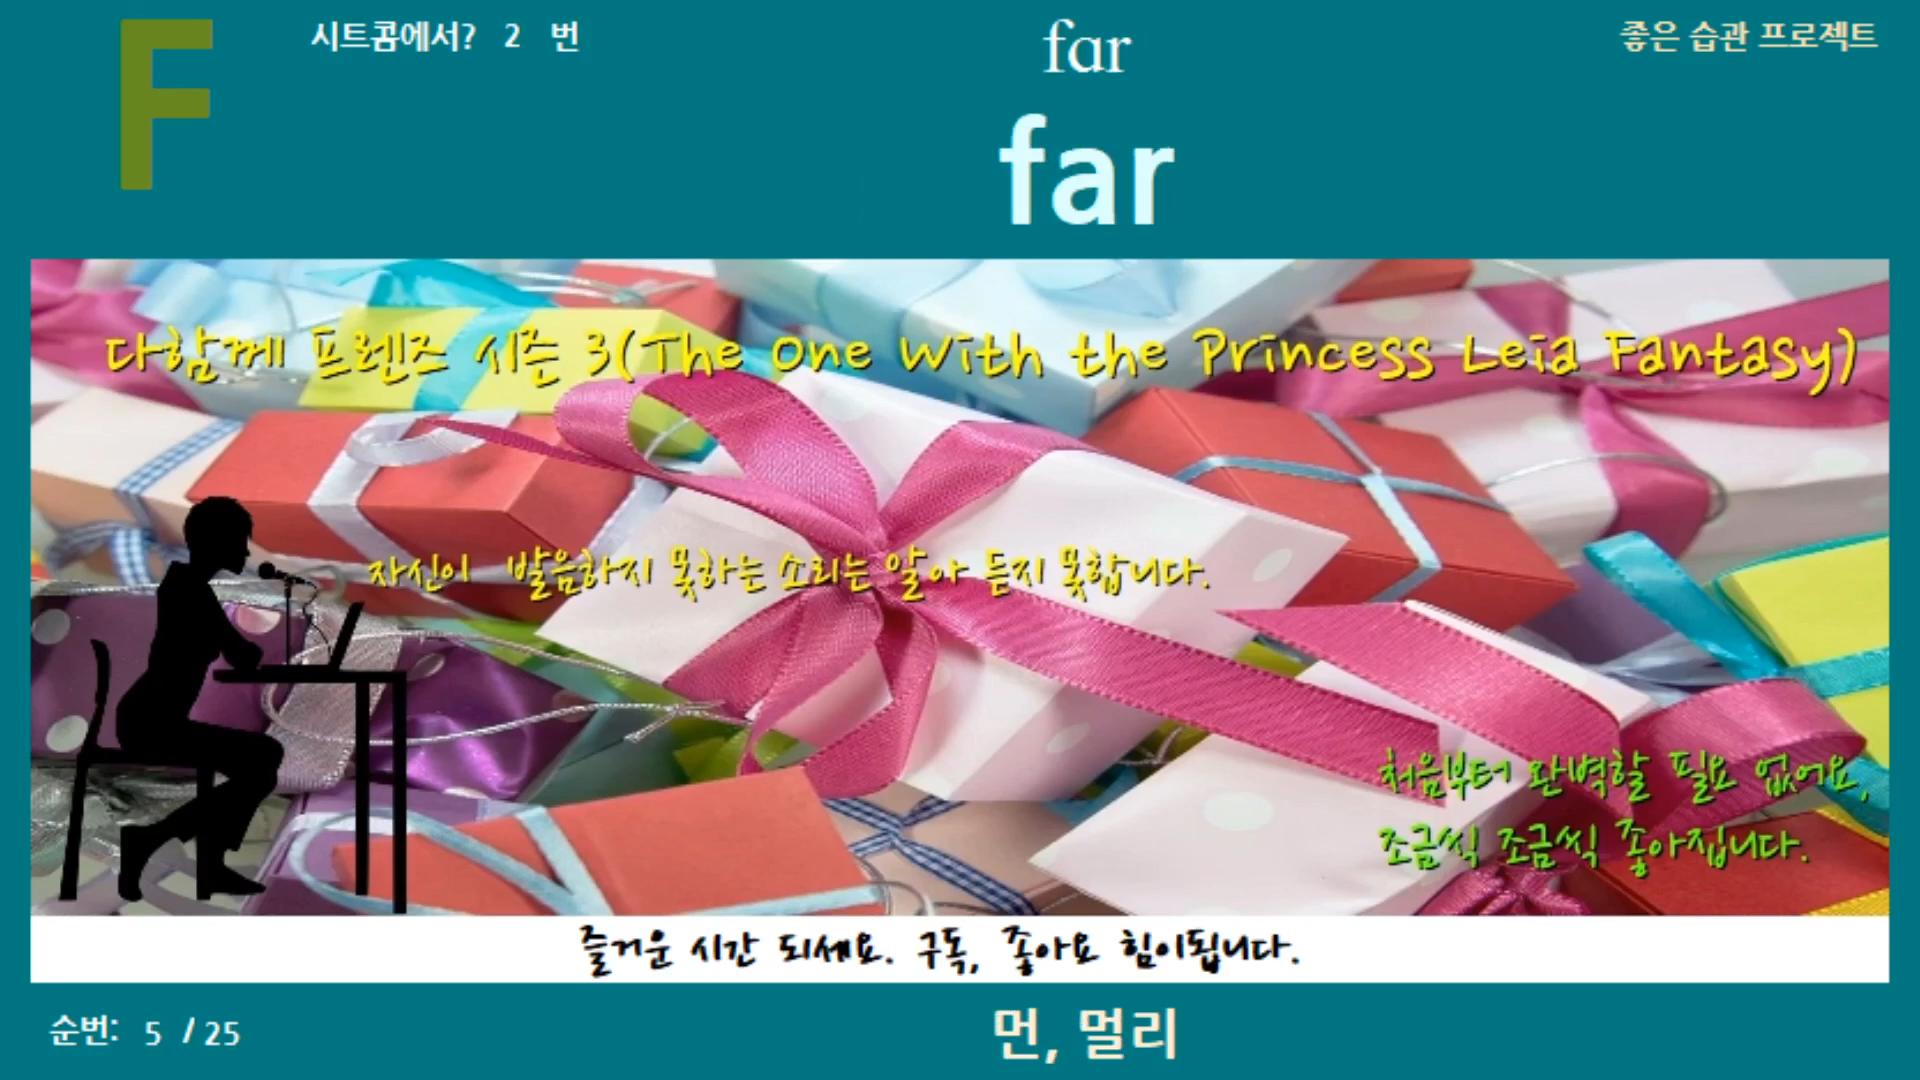 F
시트콤에서? 2 번
far
좋은 습관 프로젝트
far
다함께 프렌즈 시즌 3(The One With the Princess Leia Fantasy)
자신이 발음하지 못하는 소리는 알아 듣지 못합니다.
처음부터 완벽할 필요 없어요,
조금씩 조금씩 좋아집니다.
즐거운 시간 되세요. 구독, 좋아요 힘이됩니다.
순번: 5 / 25
먼, 멀리